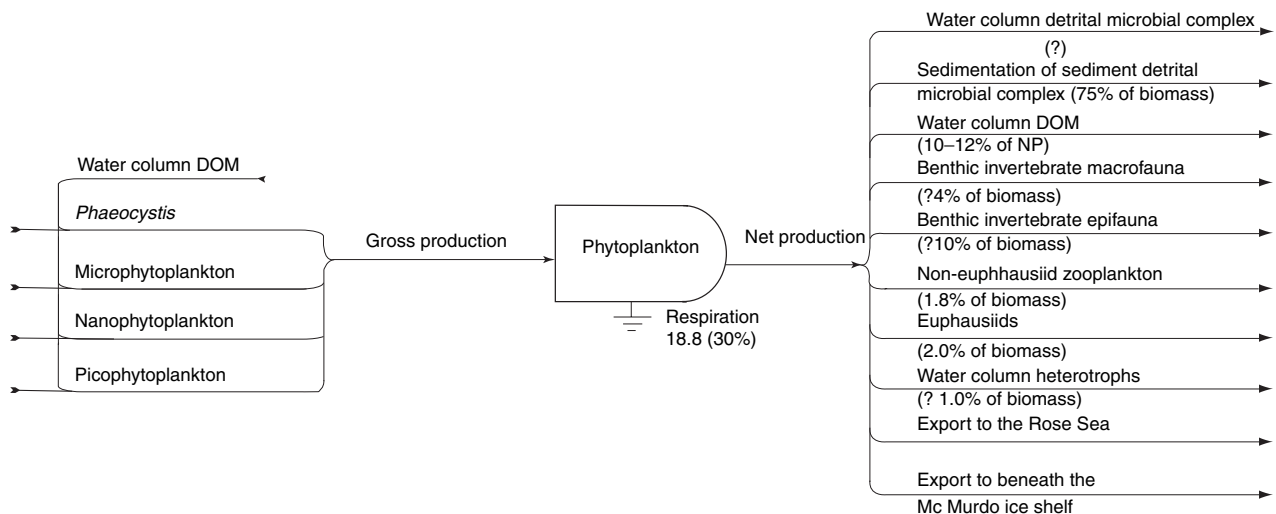 Water column DOM
Phaeocystis
Microphytoplankton
Nanophytoplankton
Picophytoplankton
Gross production
Phytoplankton
Respiration
18.8 (30%)
Net production
Water column detrital microbial complex
(?)
Sedimentation of sediment detrital
microbial complex (75% of biomass)
Water column DOM
(10–12% of NP)
Benthic invertebrate macrofauna
(?4% of biomass)
Benthic invertebrate epifauna
(?10% of biomass)
Non-euphhausiid zooplankton
(1.8% of biomass)
Euphausiids
(2.0% of biomass)
Water column heterotrophs
(? 1.0% of biomass)
Export to the Rose Sea
Export to beneath the
Mc Murdo ice shelf